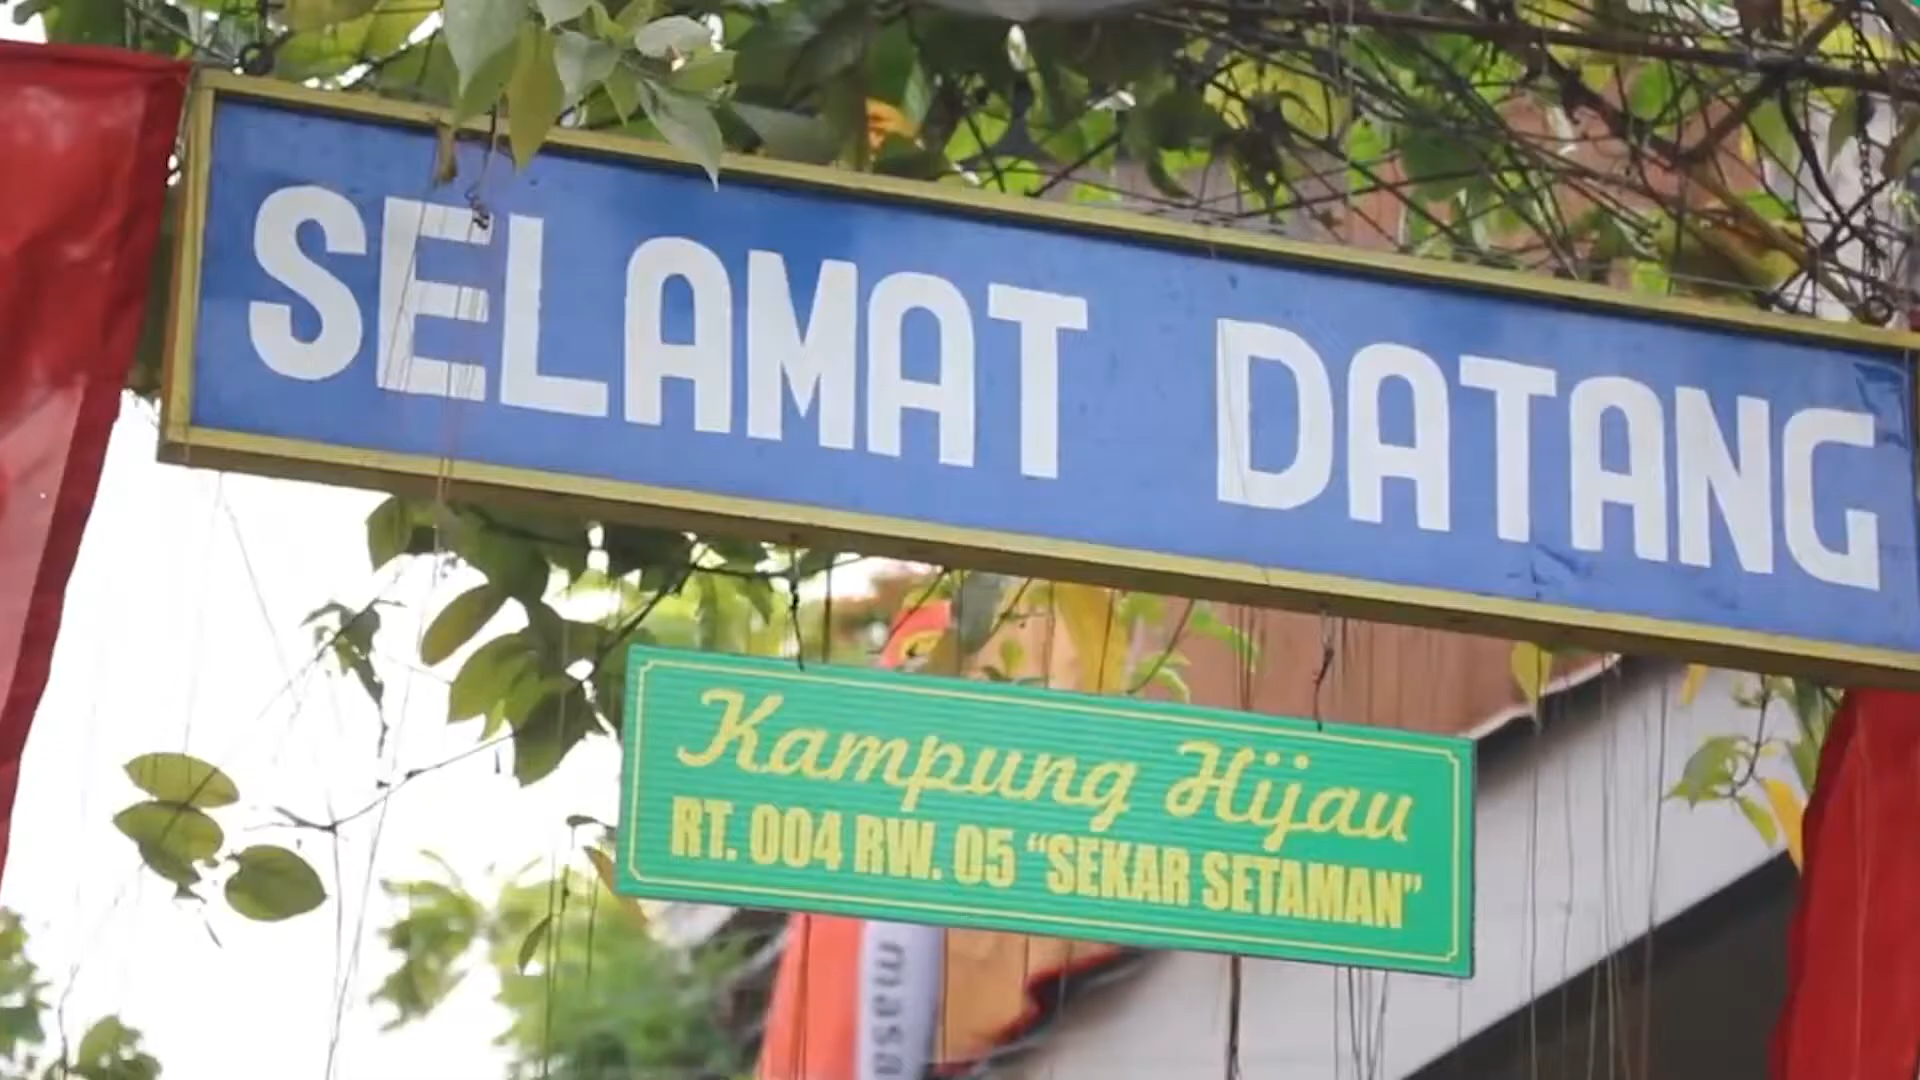 SELAMAT DATANG
Kampung Hijau
RT. 004 RW. 05 “SEKAR SETAMAN”